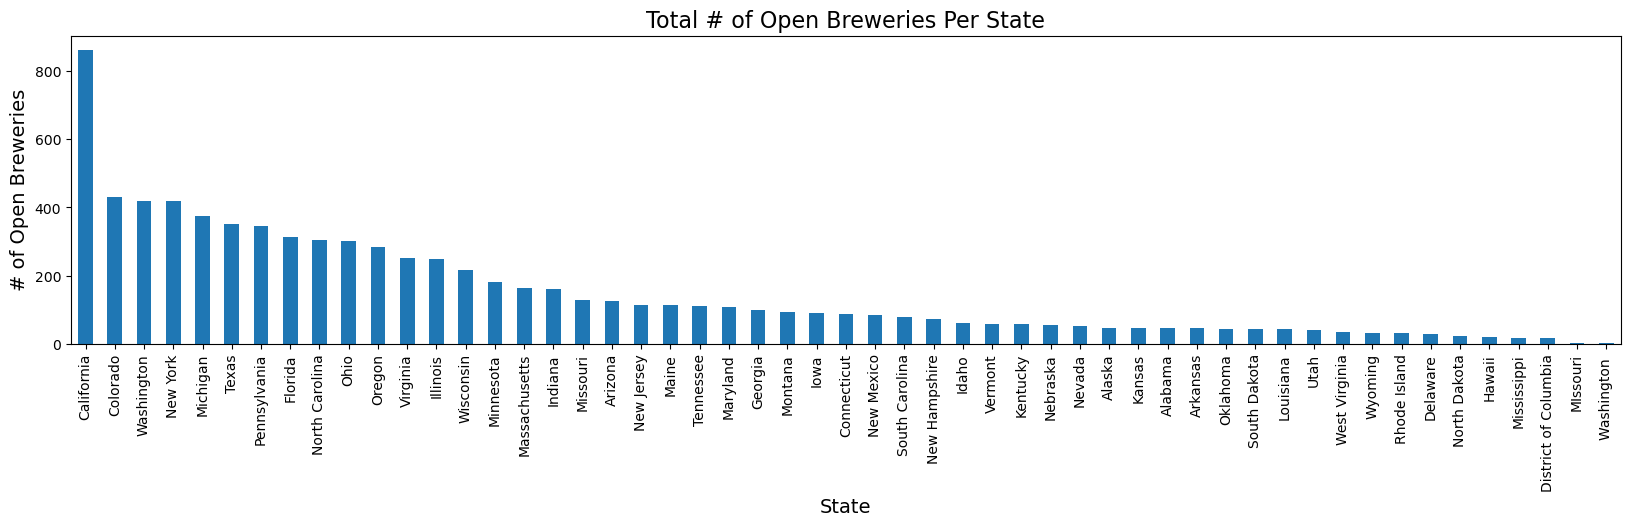 Total # of Open Breweries Per State
# of Open Breweries
800
600
400
200
0
California
Colorado
Washington
New York
Michigan
Texas
Pennsylvania
Florida
North Carolina
Ohio
Oregon
Virginia
Illinois
Wisconsin
Minnesota
Massachusetts
Indiana
Missouri
Arizona
New Jersey
Maine
Tennessee
Maryland
Georgia
Montana
Iowa
Connecticut
New Mexico
South Carolina
New Hampshire
Idaho
Vermont
Kentucky
Nebraska
Nevada
Alaska
Kansas
Alabama
Arkansas
Oklahoma
South Dakota
Louisiana
Utah
West Virginia
Wyoming
Rhode Island
Delaware
North Dakota
Hawaii
Mississippi
District of Columbia
MIssouri
Washington
State